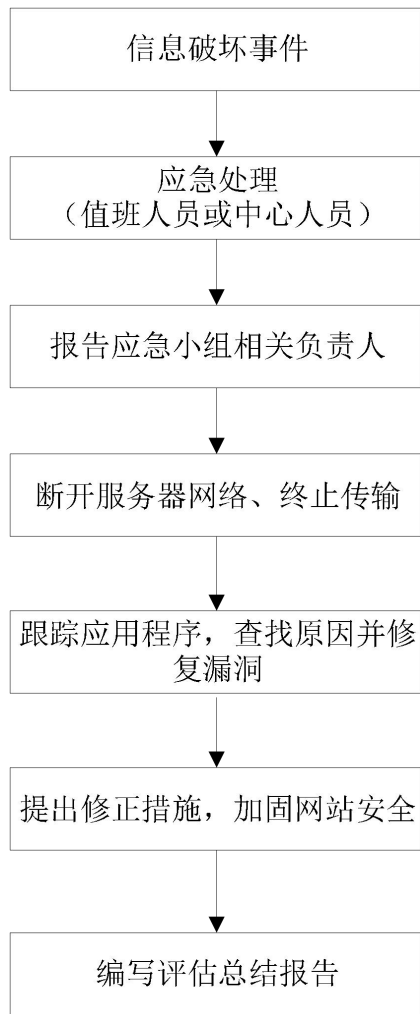 信息破坏事件
应急处理
（值班人员或中心人员）
报告应急小组相关负责人
断开服务器网络、终止传输
跟踪应用程序，查找原因并修
复漏洞
提出修正措施，加固网站安全
编写评估总结报告